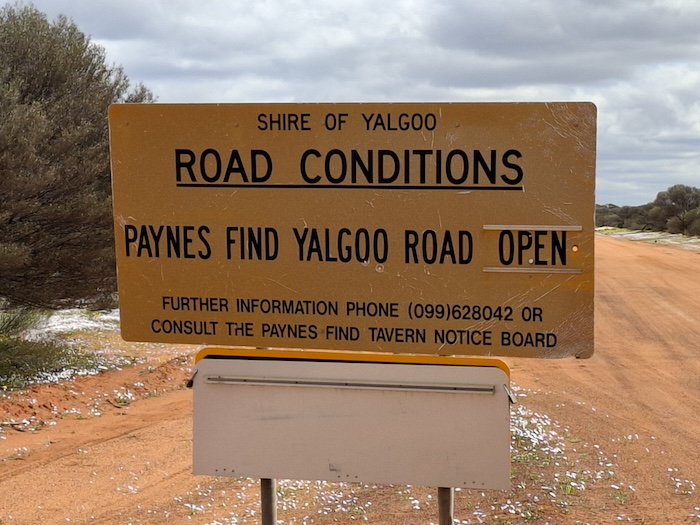 SHIRE OF YALGOO
ROAD CONDITIONS
PAYNES FIND YALGOO ROAD OPEN
FURTHER INFORMATION PHONE (099)628042 OR
CONSULT THE PAYNES FIND TAVERN NOTICE BOARD